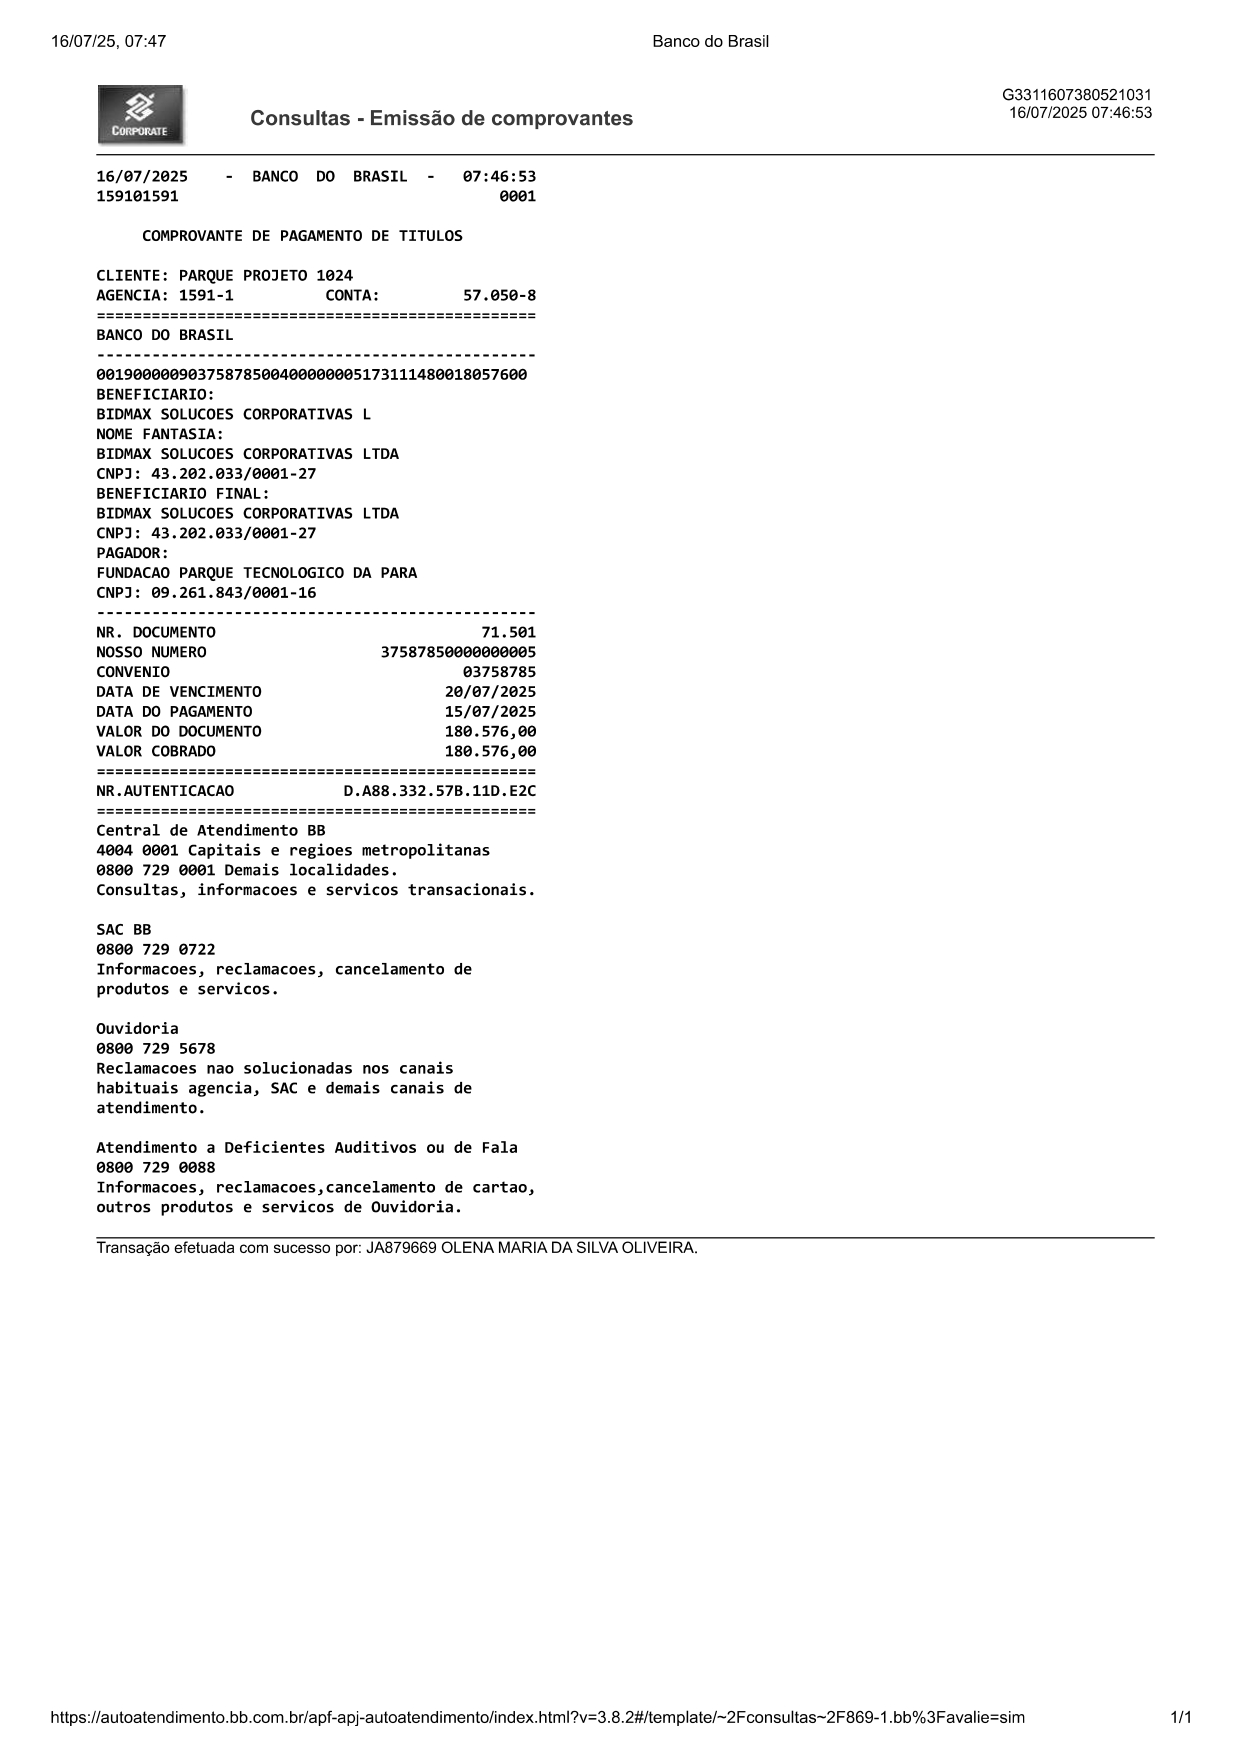 16/07/25, 07:47 Banco do Brasil
CORPORATE
Consultas - Emissão de comprovantes
G3311607380521031
16/07/2025 07:46:53
16/07/2025 - BANCO DO BRASIL - 07:46:53
159101591 0001
COMPROVANTE DE PAGAMENTO DE TITULOS
CLIENTE: PARQUE PROJETO 1024
AGENCIA: 1591-1 CONTA: 57.050-8
================================================
BANCO DO BRASIL
------------------------------------------------
00190000090375878500400000005173111480018057600
BENEFICIARIO:
BIDMAX SOLUCOES CORPORATIVAS L
NOME FANTASIA:
BIDMAX SOLUCOES CORPORATIVAS LTDA
CNPJ: 43.202.033/0001-27
BENEFICIARIO FINAL:
BIDMAX SOLUCOES CORPORATIVAS LTDA
CNPJ: 43.202.033/0001-27
PAGADOR:
FUNDACAO PARQUE TECNOLOGICO DA PARA
CNPJ: 09.261.843/0001-16
------------------------------------------------
NR. DOCUMENTO 71.501
NOSSO NUMERO 37587850000000005
CONVENIO 03758785
DATA DE VENCIMENTO 20/07/2025
DATA DO PAGAMENTO 15/07/2025
VALOR DO DOCUMENTO 180.576,00
VALOR COBRADO 180.576,00
================================================
NR.AUTENTICACAO D.A88.332.57B.11D.E2C
================================================
Central de Atendimento BB
4004 0001 Capitais e regioes metropolitanas
0800 729 0001 Demais localidades.
Consultas, informacoes e servicos transacionais.
SAC BB
0800 729 0722
Informacoes, reclamacoes, cancelamento de
produtos e servicos.
Ouvidoria
0800 729 5678
Reclamacoes nao solucionadas nos canais
habituais agencia, SAC e demais canais de
atendimento.
Atendimento a Deficientes Auditivos ou de Fala
0800 729 0088
Informacoes, reclamacoes,cancelamento de cartao,
outros produtos e servicos de Ouvidoria.
Transação efetuada com sucesso por: JA879669 OLENA MARIA DA SILVA OLIVEIRA.
https://autoatendimento.bb.com.br/apf-apj-autoatendimento/index.html?v=3.8.2#/template/~2Fconsultas~2F869-1.bb%3Favalie=sim 1/1